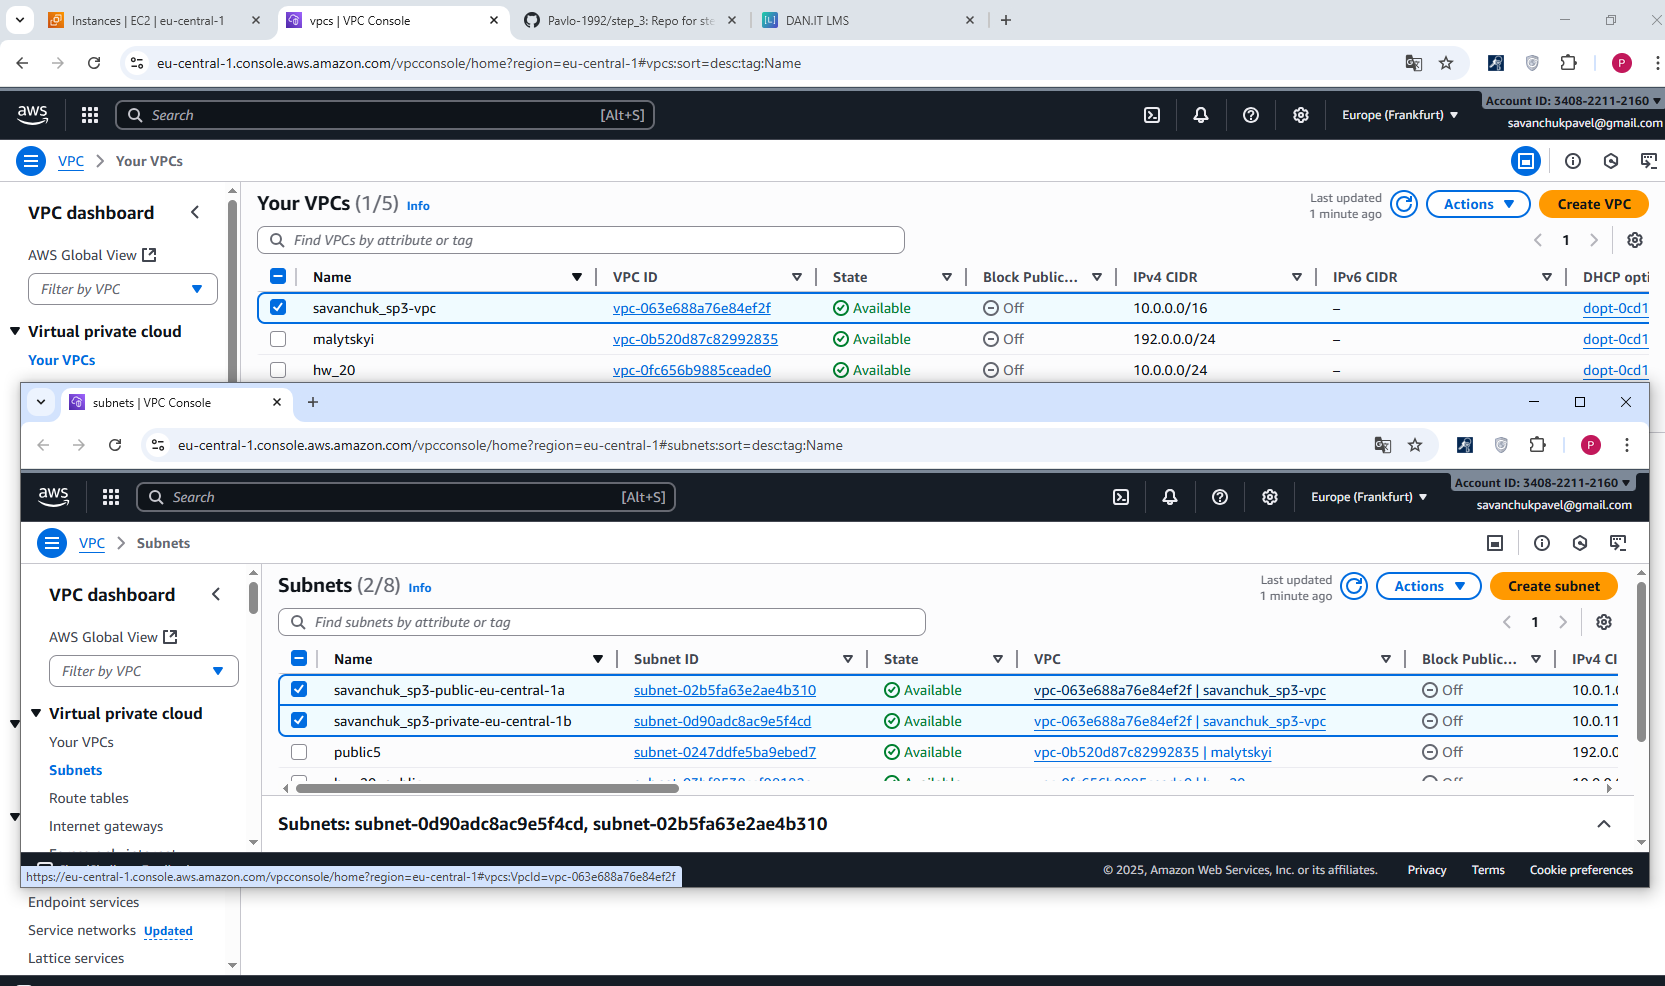 Instances | EC2 | eu-central-1
vpcs | VPC Console
Pavlo-1992/step_3: Repo for ste
DAN.IT LMS
eu-central-1.console.aws.amazon.com/vpcconsole/home?region=eu-central-1#vpcs:sort=desc:tag:Name
P
aws
Search
[Alt+S]
Europe (Frankfurt)
Account ID: 3408-2211-2160
savanchukpavel@gmail.com
VPC
Your VPCs
VPC dashboard
AWS Global View
Filter by VPC
Virtual private cloud
Your VPCs
Your VPCs (1/5) Info
Last updated
1 minute ago
Actions
Create VPC
Find VPCs by attribute or tag
1
Name VPC ID State Block Public... IPv4 CIDR IPv6 CIDR DHCP opti
savanchuk_sp3-vpc vpc-063e688a76e84ef2f Available Off 10.0.0.0/16 – dopt-0cd1
malytskyi vpc-0b520d87c82992835 Available Off 192.0.0.0/24 – dopt-0cd1
hw_20 vpc-0fc656b9885ceade0 Available Off 10.0.0.0/24 – dopt-0cd1
subnets | VPC Console
eu-central-1.console.aws.amazon.com/vpcconsole/home?region=eu-central-1#subnets:sort=desc:tag:Name
P
aws
Search
[Alt+S]
Europe (Frankfurt)
Account ID: 3408-2211-2160
savanchukpavel@gmail.com
VPC
Subnets
VPC dashboard
AWS Global View
Filter by VPC
Virtual private cloud
Your VPCs
Subnets
Route tables
Internet gateways
Subnets (2/8) Info
Last updated
1 minute ago
Actions
Create subnet
Find subnets by attribute or tag
1
Name Subnet ID State VPC Block Public... IPv4 CI
savanchuk_sp3-public-eu-central-1a subnet-02b5fa63e2ae4b310 Available vpc-063e688a76e84ef2f | savanchuk_sp3-vpc Off 10.0.1.0
savanchuk_sp3-private-eu-central-1b subnet-0d90adc8ac9e5f4cd Available vpc-063e688a76e84ef2f | savanchuk_sp3-vpc Off 10.0.11
public5 subnet-0247ddfe5ba9ebed7 Available vpc-0b520d87c82992835 | malytskyi Off 192.0.0
Subnets: subnet-0d90adc8ac9e5f4cd, subnet-02b5fa63e2ae4b310
© 2025, Amazon Web Services, Inc. or its affiliates.
Privacy
Terms
Cookie preferences
https://eu-central-1.console.aws.amazon.com/vpcconsole/home?region=eu-central-1#vpcs:VpcId=vpc-063e688a76e84ef2f
Endpoint services
Service networks Updated
Lattice services